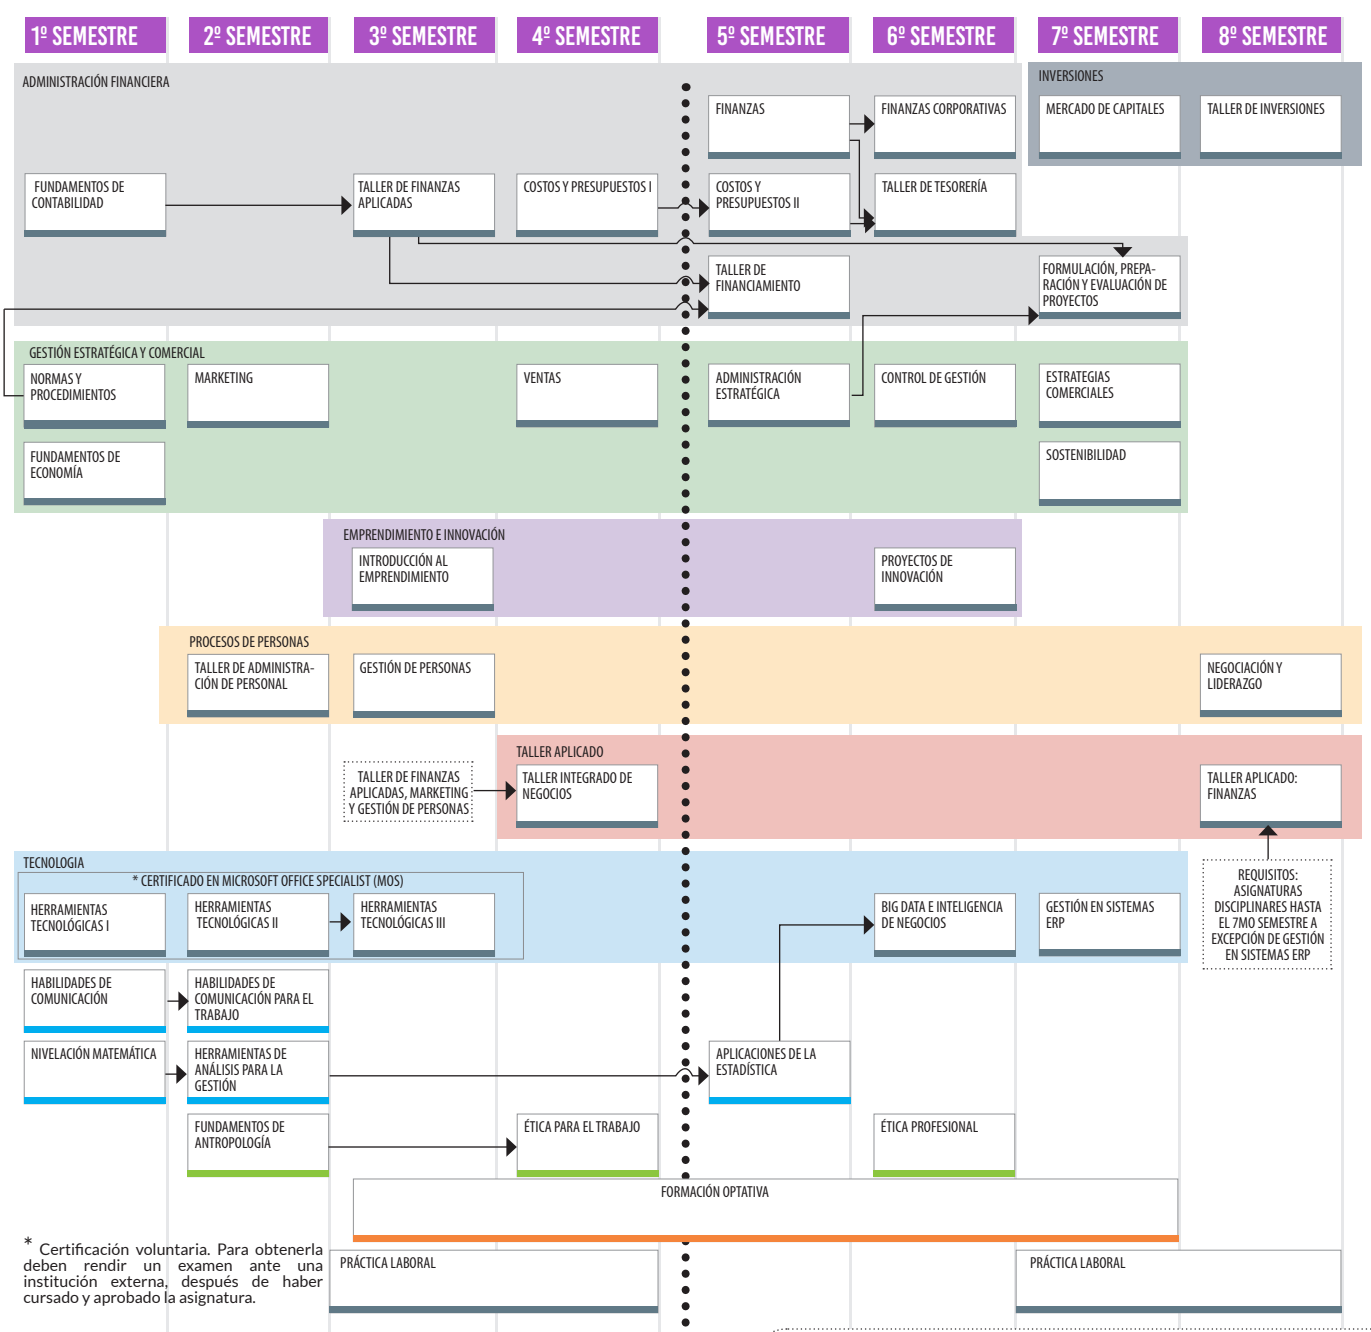 1º SEMESTRE
2º SEMESTRE
3º SEMESTRE
4º SEMESTRE
5º SEMESTRE
6º SEMESTRE
7º SEMESTRE
8º SEMESTRE
ADMINISTRACIÓN FINANCIERA
INVERSIONES
FINANZAS
FINANZAS CORPORATIVAS
MERCADO DE CAPITALES
TALLER DE INVERSIONES
FUNDAMENTOS DE
CONTABILIDAD
TALLER DE FINANZAS
APLICADAS
COSTOS Y PRESUPUESTOS I
COSTOS Y
PRESUPUESTOS II
TALLER DE TESORERÍA
TALLER DE
FINANCIAMIENTO
FORMULACIÓN, PREPA-
RACIÓN Y EVALUACIÓN DE
PROYECTOS
GESTIÓN ESTRATÉGICA Y COMERCIAL
NORMAS Y
PROCEDIMIENTOS
MARKETING
VENTAS
ADMINISTRACIÓN
ESTRATÉGICA
CONTROL DE GESTIÓN
ESTRATEGIAS
COMERCIALES
FUNDAMENTOS DE
ECONOMÍA
SOSTENIBILIDAD
EMPRENDIMIENTO E INNOVACIÓN
INTRODUCCIÓN AL
EMPRENDIMIENTO
PROYECTOS DE
INNOVACIÓN
PROCESOS DE PERSONAS
TALLER DE ADMINISTRA-
CIÓN DE PERSONAL
GESTIÓN DE PERSONAS
NEGOCIACIÓN Y
LIDERAZGO
TALLER APLICADO
TALLER DE FINANZAS
APLICADAS, MARKETING
Y GESTIÓN DE PERSONAS
TALLER INTEGRADO DE
NEGOCIOS
TALLER APLICADO:
FINANZAS
TECNOLOGIA
* CERTIFICADO EN MICROSOFT OFFICE SPECIALIST (MOS)
HERRAMIENTAS
TECNOLÓGICAS I
HERRAMIENTAS
TECNOLÓGICAS II
HERRAMIENTAS
TECNOLÓGICAS III
BIG DATA E INTELIGENCIA
DE NEGOCIOS
GESTIÓN EN SISTEMAS
ERP
REQUISITOS:
ASIGNATURAS
DISCIPLINARES HASTA
EL 7MO SEMESTRE A
EXCEPCIÓN DE GESTIÓN
EN SISTEMAS ERP
HABILIDADES DE
COMUNICACIÓN
HABILIDADES DE
COMUNICACIÓN PARA EL
TRABAJO
NIVELACIÓN MATEMÁTICA
HERRAMIENTAS DE
ANÁLISIS PARA LA
GESTIÓN
APLICACIONES DE LA
ESTADÍSTICA
FUNDAMENTOS DE
ANTROPOLOGÍA
ÉTICA PARA EL TRABAJO
ÉTICA PROFESIONAL
FORMACIÓN OPTATIVA
* Certificación voluntaria. Para obtenerla
deben rendir un examen ante una
institución externa, después de haber
cursado y aprobado la asignatura.
PRÁCTICA LABORAL
PRÁCTICA LABORAL